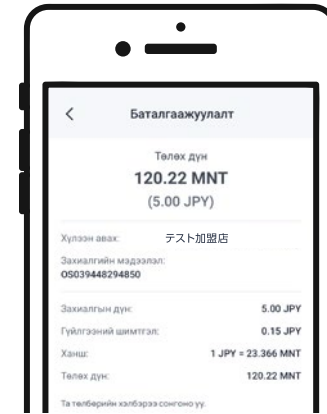 Баталгаажуулалт
Төлөх дүн
120.22 MNT
(5.00 JPY)
Хүлээн авах: テスト加盟店
Захиалгийн мэдээлэл:
OS039448294850
Захиалгын дүн: 5.00 JPY
Гүйлгээний шимтгэл: 0.15 JPY
Ханш: 1 JPY = 23.366 MNT
Төлөх дүн: 120.22 MNT
Та төлбөрийн хэлбэрээ сонгоно уу.